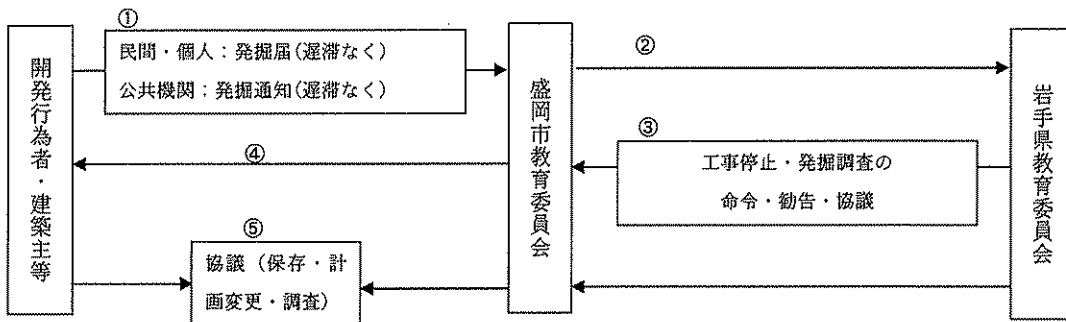 ①
民間・個人：発掘届(遅滞なく)
公共機関：発掘通知(遅滞なく)
開発行為者・建築主等
盛岡市教育委員会
②
岩手県教育委員会
③
工事停止・発掘調査の
命令・勧告・協議
④
⑤
協議（保存・計
画変更・調査）